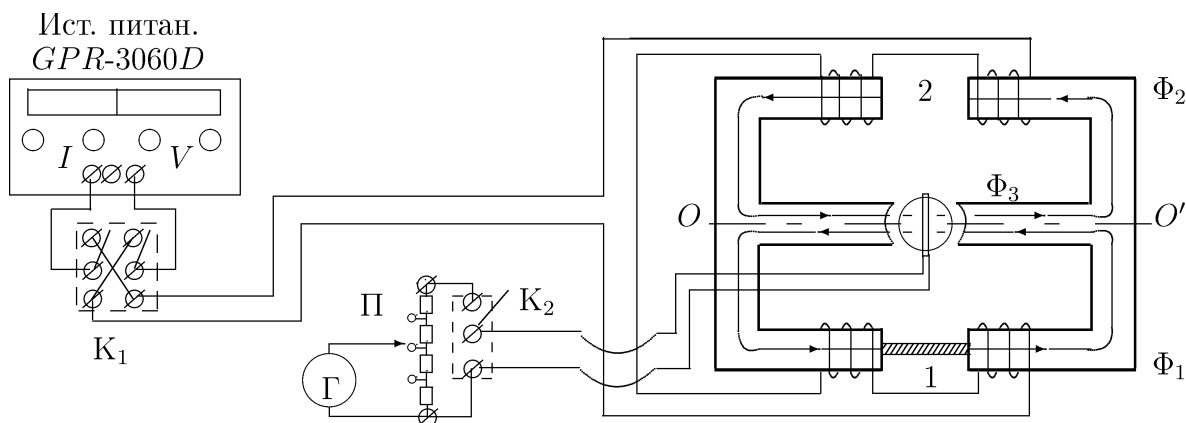 Ист. питан.
GPR-3060D
I
V
K₁
П
Г
K₂
2
Φ₂
Φ₃
O
O′
1
Φ₁